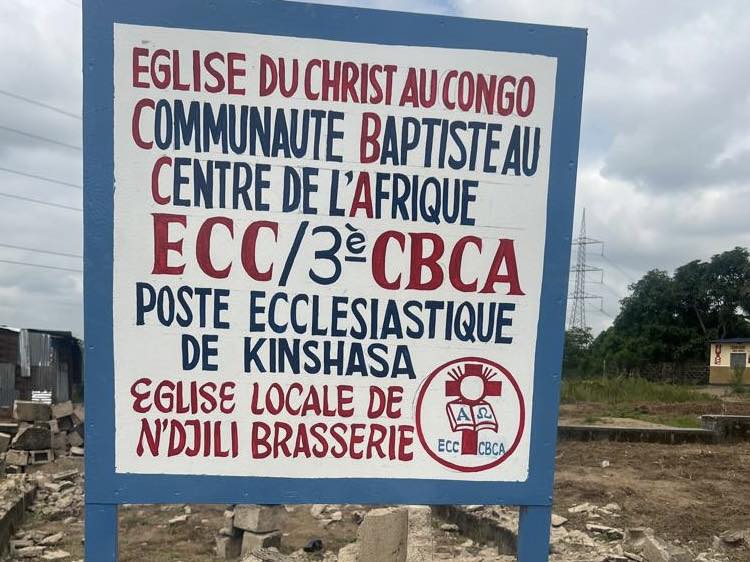 EGLISE DU CHRIST AU CONGO
COMMUNAUTE BAPTISTE AU
CENTRE DE L'AFRIQUE
ECC/3è CBCA
POSTE ECCLESIASTIQUE
DE KINSHASA
EGLISE LOCALE DE
N'DJILI BRASSERIE
A Ω
ECC CBCA